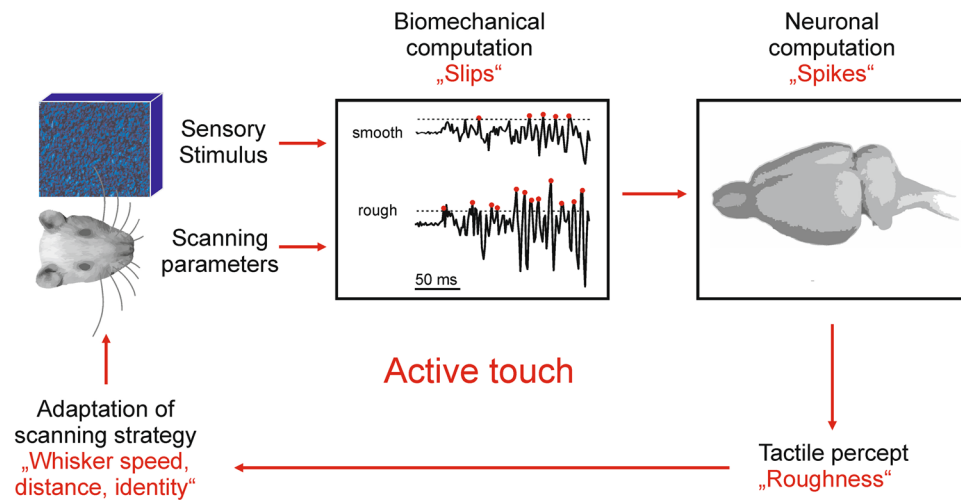 Biomechanical
computation
„Slips“
Neuronal
computation
„Spikes“
Sensory
Stimulus
Scanning
parameters
smooth
rough
50 ms
Active touch
Adaptation of
scanning strategy
„Whisker speed,
distance, identity“
Tactile percept
„Roughness“